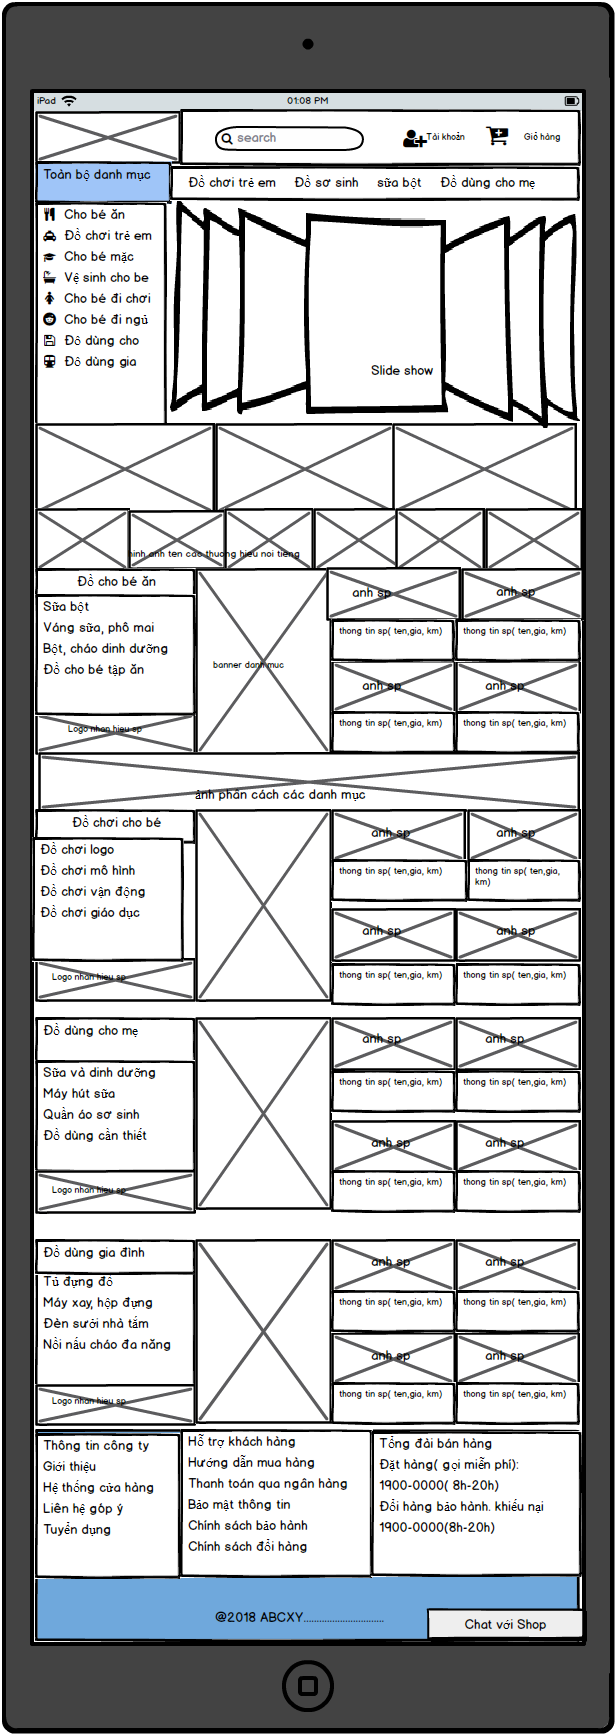 iPad
01:08 PM
search
Tài khoản
Giỏ hàng
Toàn bộ danh mục
Đồ chơi trẻ em
Đồ sơ sinh
sữa bột
Đồ dùng cho mẹ
Cho bé ăn
Đồ chơi trẻ em
Cho bé mặc
Vệ sinh cho be
Cho bé đi chơi
Cho bé đi ngủ
Đồ dùng cho
Đồ dùng gia
Slide show
hinh anh ten cac thuong hieu noi tieng
Đồ cho bé ăn
Sữa bột
Váng sữa, phô mai
Bột, cháo dinh dưỡng
Đồ cho bé tập ăn
Logo nhan hieu sp
banner danh muc
anh sp
anh sp
thong tin sp( ten,gia, km)
thong tin sp( ten,gia, km)
anh sp
anh sp
thong tin sp( ten,gia, km)
thong tin sp( ten,gia, km)
ảnh phân cách các danh mục
Đồ chơi cho bé
Đồ chơi logo
Đồ chơi mô hình
Đồ chơi vận động
Đồ chơi giáo dục
Logo nhan hieu sp
anh sp
anh sp
thong tin sp( ten,gia, km)
thong tin sp( ten,gia,
km)
anh sp
anh sp
thong tin sp( ten,gia, km)
thong tin sp( ten,gia, km)
Đồ dùng cho mẹ
Sữa và dinh dưỡng
Máy hút sữa
Quần áo sơ sinh
Đồ dùng cần thiết
Logo nhan hieu sp
anh sp
anh sp
thong tin sp( ten,gia, km)
thong tin sp( ten,gia, km)
anh sp
anh sp
thong tin sp( ten,gia, km)
thong tin sp( ten,gia, km)
Đồ dùng gia đình
Tủ đựng đồ
Máy xay, hộp đựng
Đèn sưởi nhà tắm
Nồi nấu cháo đa năng
Logo nhan hieu sp
anh sp
anh sp
thong tin sp( ten,gia, km)
thong tin sp( ten,gia, km)
anh sp
anh sp
thong tin sp( ten,gia, km)
thong tin sp( ten,gia, km)
Thông tin công ty
Giới thiệu
Hệ thống cửa hàng
Liên hệ góp ý
Tuyển dụng
Hỗ trợ khách hàng
Hướng dẫn mua hàng
Thanh toán qua ngân hàng
Bảo mật thông tin
Chính sách bảo hành
Chính sách đổi hàng
Tổng đài bán hàng
Đặt hàng( gọi miễn phí):
1900-0000( 8h-20h)
Đổi hàng bảo hành. khiếu nại
1900-0000(8h-20h)
@2018 ABCXY................................
Chat với Shop